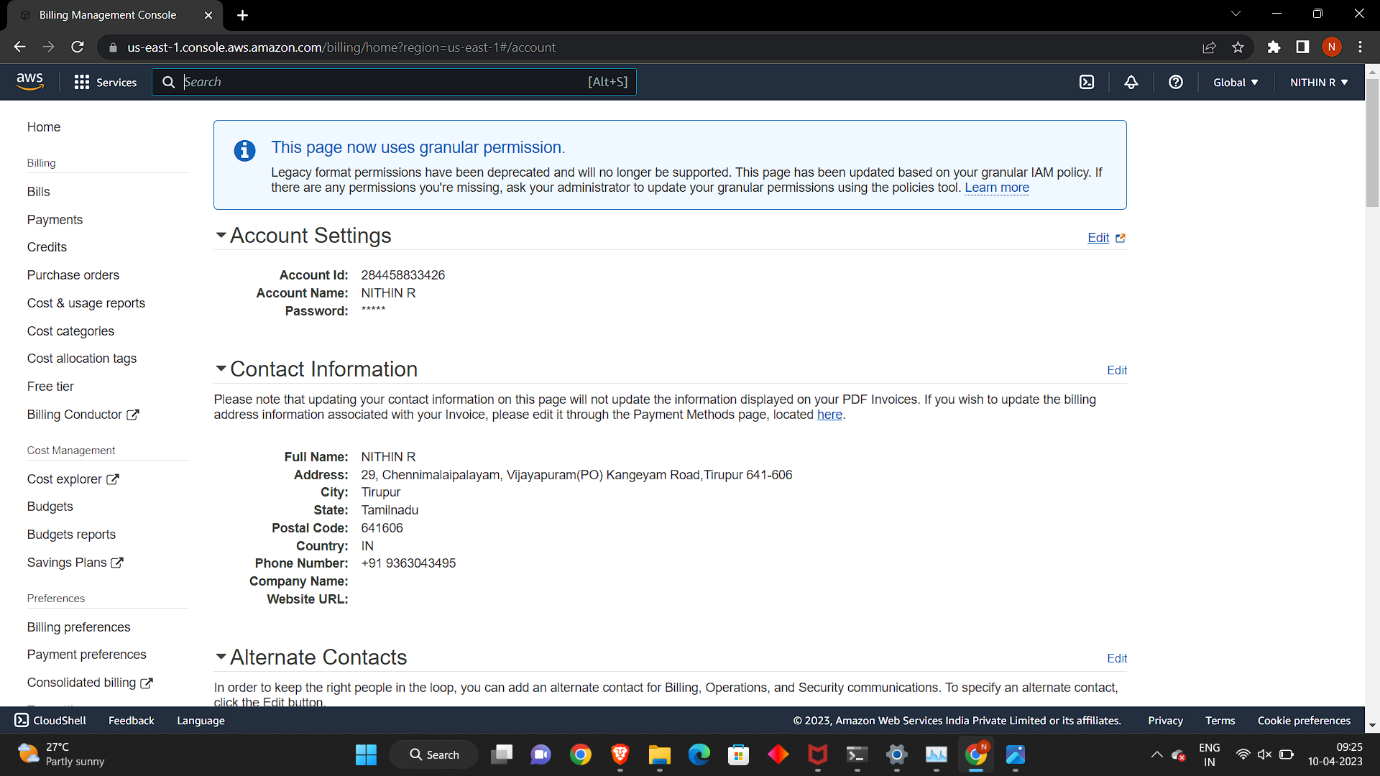 Billing Management Console
us-east-1.console.aws.amazon.com/billing/home?region=us-east-1#/account
N
aws
Services
Search
[Alt+S]
Global
NITHIN R
Home
Billing
Bills
Payments
Credits
Purchase orders
Cost & usage reports
Cost categories
Cost allocation tags
Free tier
Billing Conductor
Cost Management
Cost explorer
Budgets
Budgets reports
Savings Plans
Preferences
Billing preferences
Payment preferences
Consolidated billing
This page now uses granular permission.
Legacy format permissions have been deprecated and will no longer be supported. This page has been updated based on your granular IAM policy. If
there are any permissions you're missing, ask your administrator to update your granular permissions using the policies tool. Learn more
Account Settings
Edit
Account Id: 284458833426
Account Name: NITHIN R
Password: *****
Contact Information
Edit
Please note that updating your contact information on this page will not update the information displayed on your PDF Invoices. If you wish to update the billing
address information associated with your Invoice, please edit it through the Payment Methods page, located here.
Full Name: NITHIN R
Address: 29, Chennimalaipalayam, Vijayapuram(PO) Kangeyam Road,Tirupur 641-606
City: Tirupur
State: Tamilnadu
Postal Code: 641606
Country: IN
Phone Number: +91 9363043495
Company Name:
Website URL:
Alternate Contacts
Edit
In order to keep the right people in the loop, you can add an alternate contact for Billing, Operations, and Security communications. To specify an alternate contact,
click the Edit button.
CloudShell
Feedback
Language
© 2023, Amazon Web Services India Private Limited or its affiliates.
Privacy
Terms
Cookie preferences
27°C
Partly sunny
Search
N
ENG
IN
09:25
10-04-2023